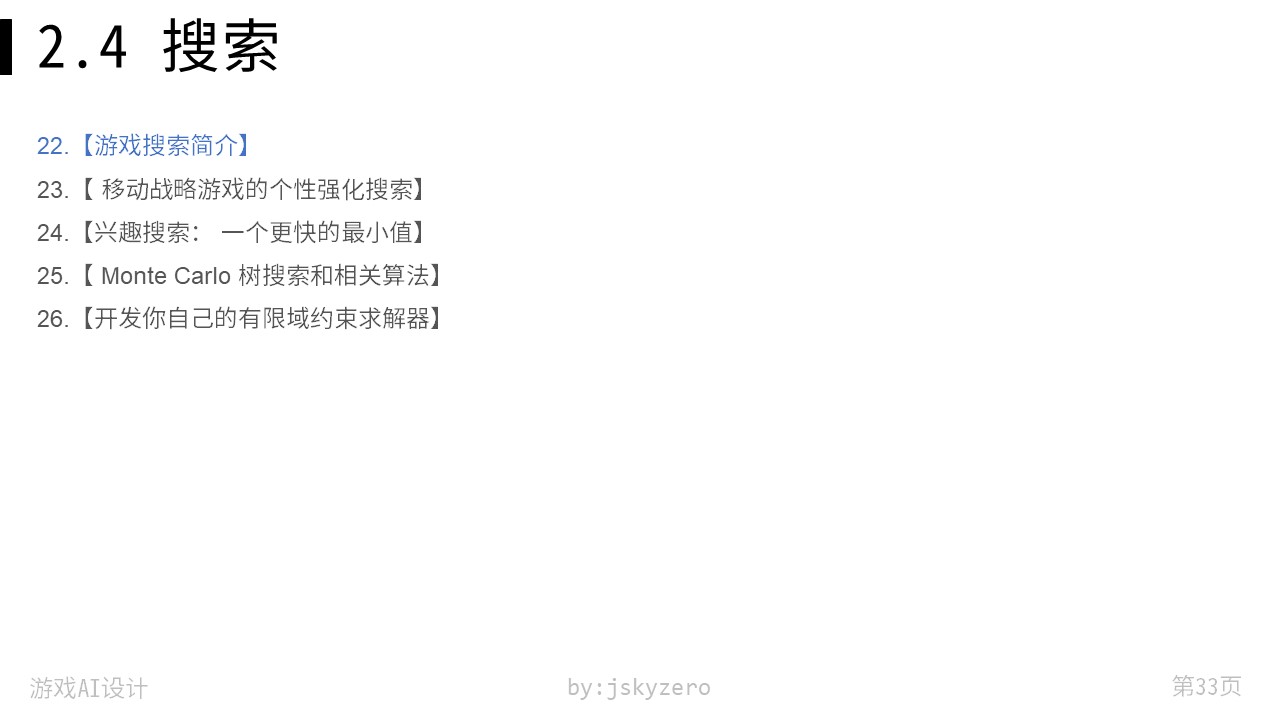 2.4 搜索
22.【游戏搜索简介】
23.【 移动战略游戏的个性强化搜索】
24.【兴趣搜索： 一个更快的最小值】
25.【 Monte Carlo 树搜索和相关算法】
26.【开发你自己的有限域约束求解器】
游戏AI设计
by:jskyzero
第33页